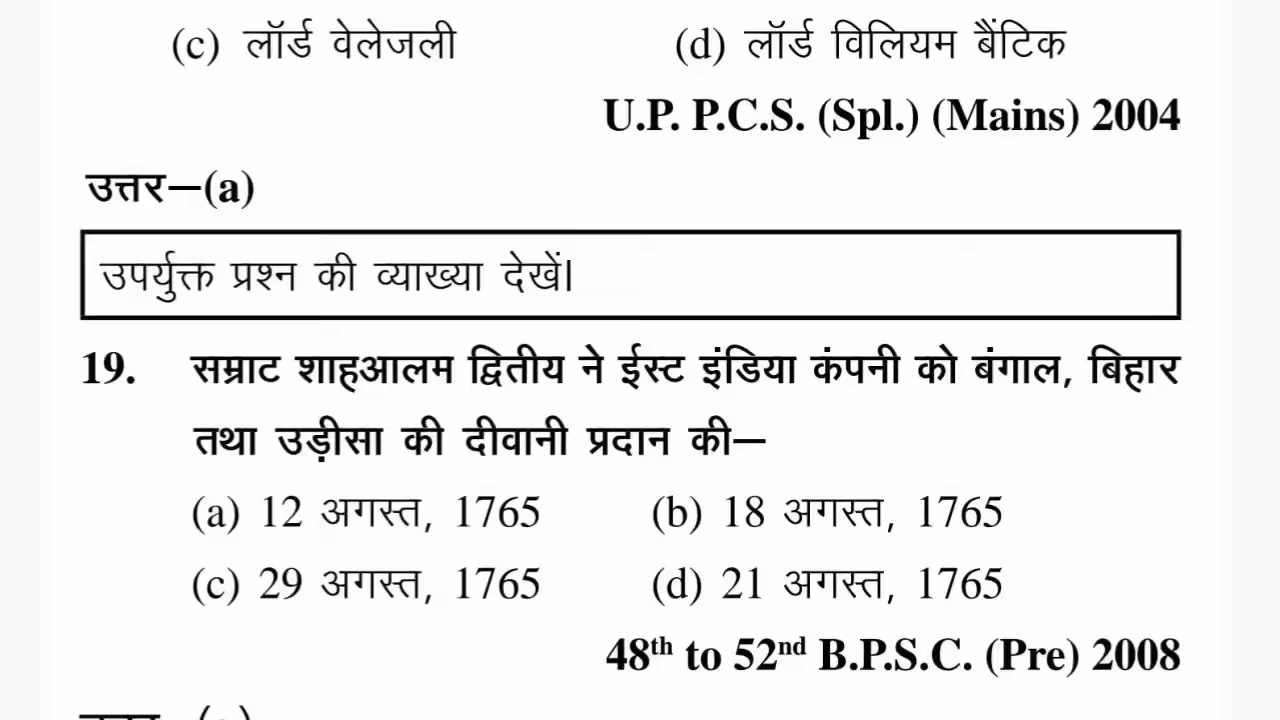 (c) लॉर्ड वेलेजली (d) लॉर्ड विलियम बैंटिक
U.P. P.C.S. (Spl.) (Mains) 2004
उत्तर—(a)
उपर्युक्त प्रश्न की व्याख्या देखें।
19. सम्राट शाहआलम द्वितीय ने ईस्ट इंडिया कंपनी को बंगाल, बिहार
तथा उड़ीसा की दीवानी प्रदान की—
(a) 12 अगस्त, 1765 (b) 18 अगस्त, 1765
(c) 29 अगस्त, 1765 (d) 21 अगस्त, 1765
48th to 52nd B.P.S.C. (Pre) 2008